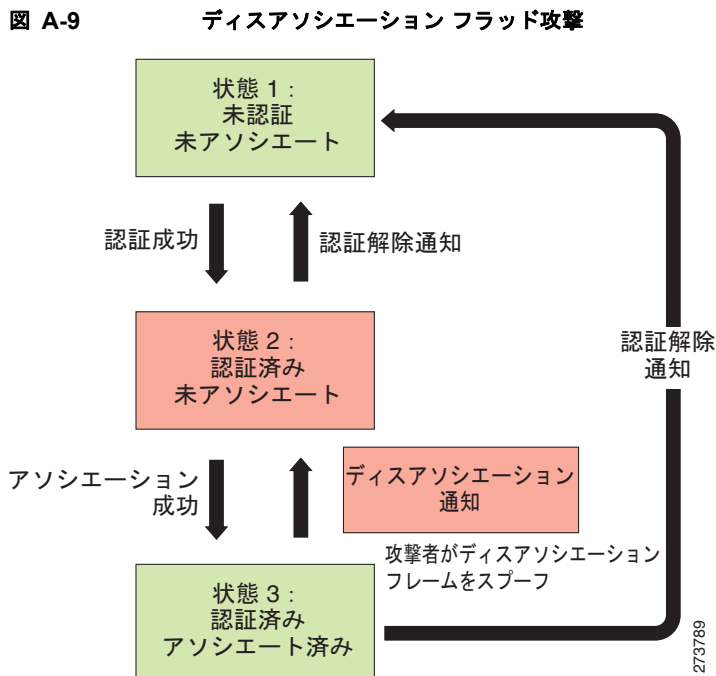 図 A-9 ディスアソシエーション フラッド攻撃
状態 1：
未認証
未アソシエート
認証成功
認証解除通知
状態 2：
認証済み
未アソシエート
認証解除
通知
アソシエーション
成功
ディスアソシエーション
通知
攻撃者がディスアソシエーション
フレームをスプーフ
状態 3：
認証済み
アソシエート済み
273789